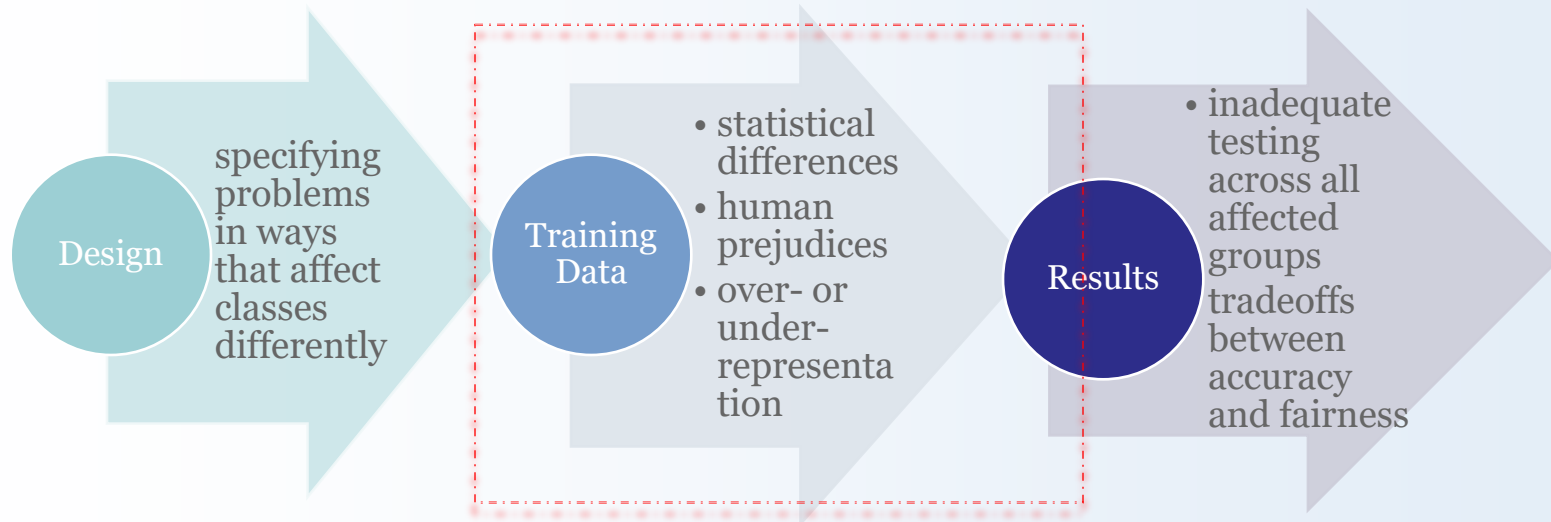 Design
specifying
problems
in ways
that affect
classes
differently
Training
Data
• statistical
differences
• human
prejudices
• over- or
under-
representa
tion
Results
• inadequate
testing
across all
affected
groups
tradeoffs
between
accuracy
and fairness